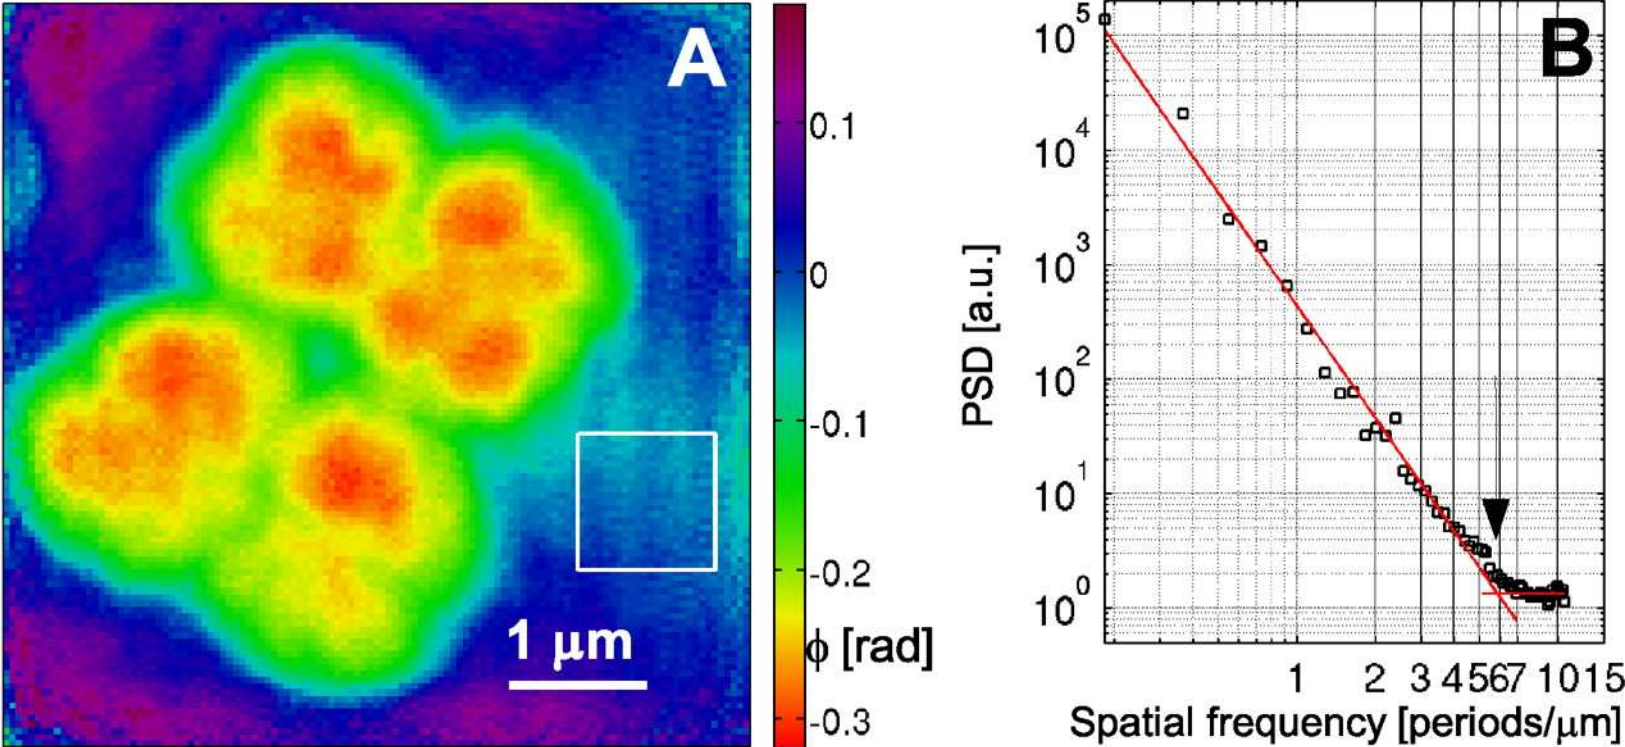 A
0.1
0
-0.1
-0.2
-0.3
ϕ [rad]
1 μm
B
10^5
10^4
10^3
10^2
10^1
10^0
PSD [a.u.]
1 2 3 4 5 6 7 10 15
Spatial frequency [periods/μm]